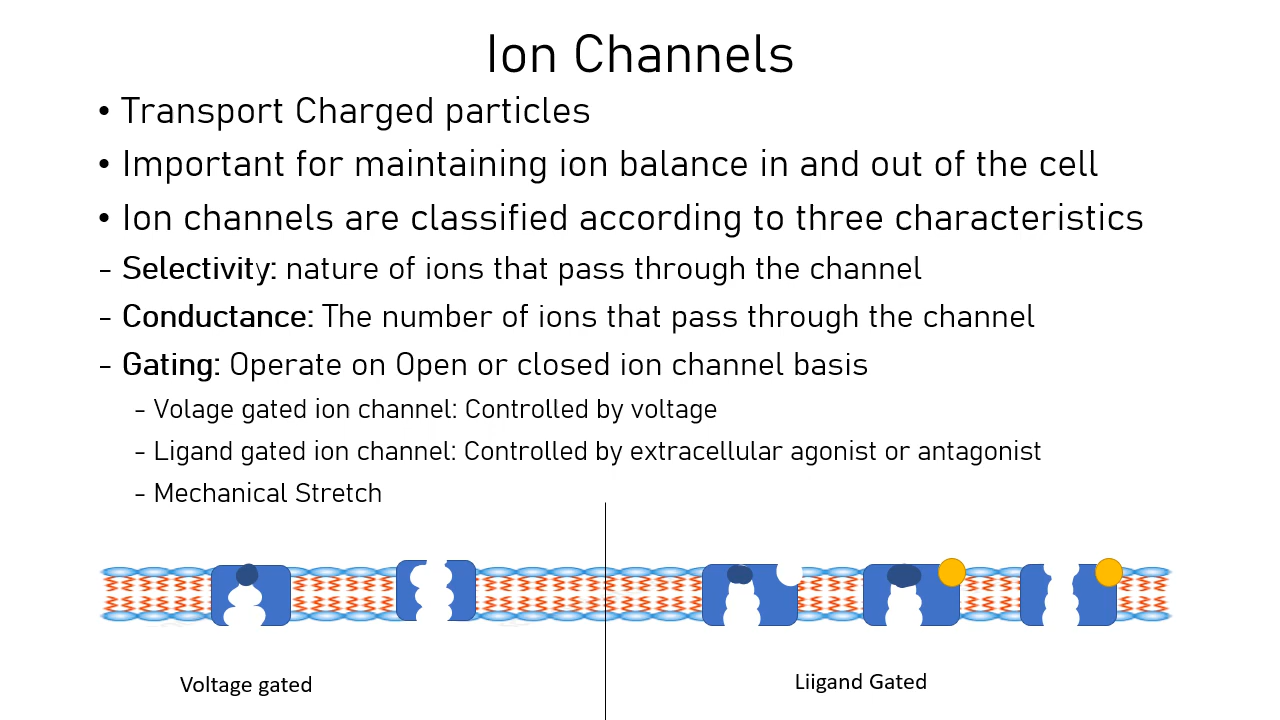 Ion Channels
• Transport Charged particles
• Important for maintaining ion balance in and out of the cell
• Ion channels are classified according to three characteristics
- Selectivity: nature of ions that pass through the channel
- Conductance: The number of ions that pass through the channel
- Gating: Operate on Open or closed ion channel basis
- Volage gated ion channel: Controlled by voltage
- Ligand gated ion channel: Controlled by extracellular agonist or antagonist
- Mechanical Stretch
Voltage gated
Liigand Gated